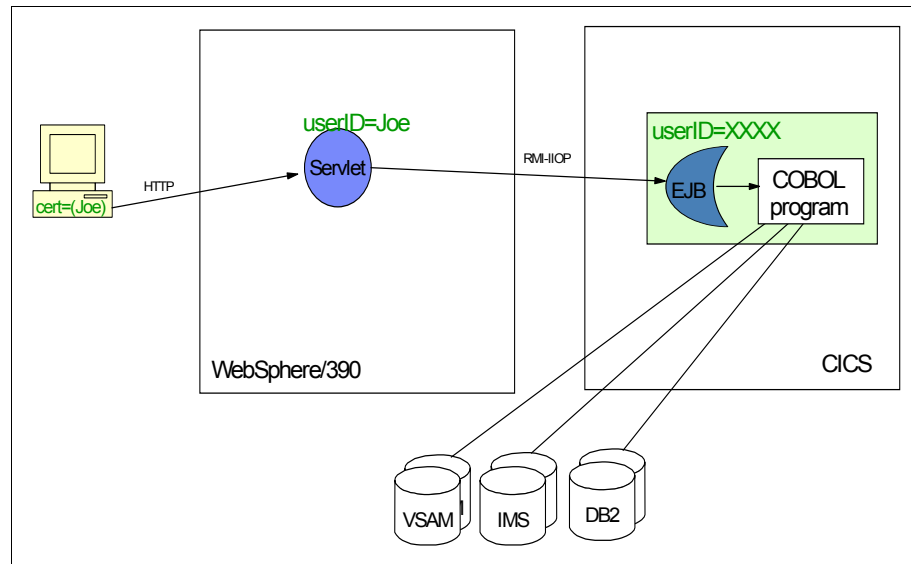 userID=Joe
userID=XXXX
Servlet
RMI-IIOP
HTTP
EJB
COBOL
program
cert=(Joe)
WebSphere/390
CICS
VSAM
IMS
DB2